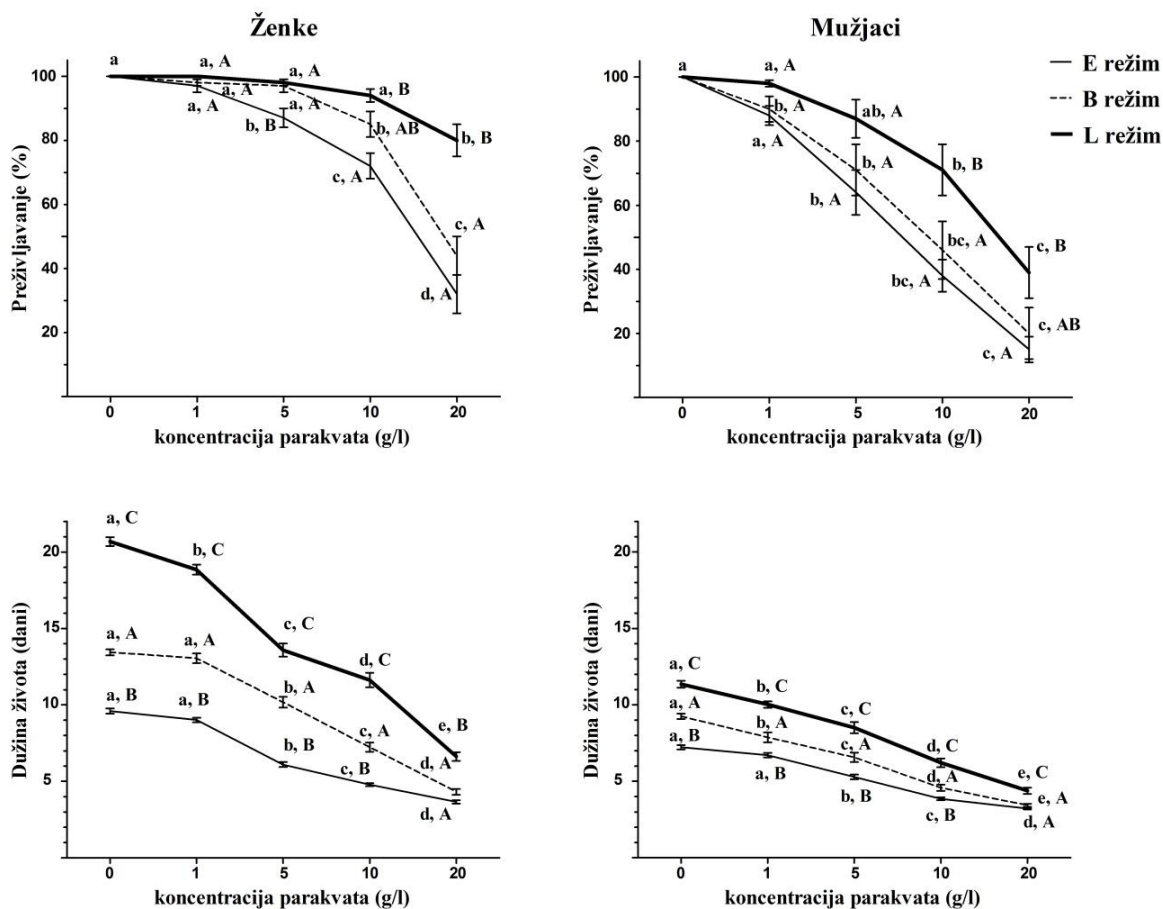 Ženke
Mužjaci
E režim
B režim
L režim
Preživljavanje (%)
100
80
60
40
20
a
a, A
a, A
a, B
b, B
a, A
a, A
b, AB
c, A
a, A
b, B
c, A
d, A
0 1 5 10 20
koncentracija parakvata (g/l)
Preživljavanje (%)
100
80
60
40
20
a
a, A
ab, A
b, B
c, B
b, A
b, A
bc, A
c, AB
a, A
b, A
bc, A
c, A
0 1 5 10 20
koncentracija parakvata (g/l)
Dužina života (dani)
20
15
10
5
a, C
b, C
c, C
d, C
e, B
a, A
a, A
b, A
c, A
d, A
a, B
a, B
b, B
c, B
d, A
0 1 5 10 20
koncentracija parakvata (g/l)
Dužina života (dani)
20
15
10
5
a, C
b, C
c, C
d, C
e, C
a, A
b, A
c, A
d, A
e, A
a, B
a, B
b, B
c, B
d, A
0 1 5 10 20
koncentracija parakvata (g/l)